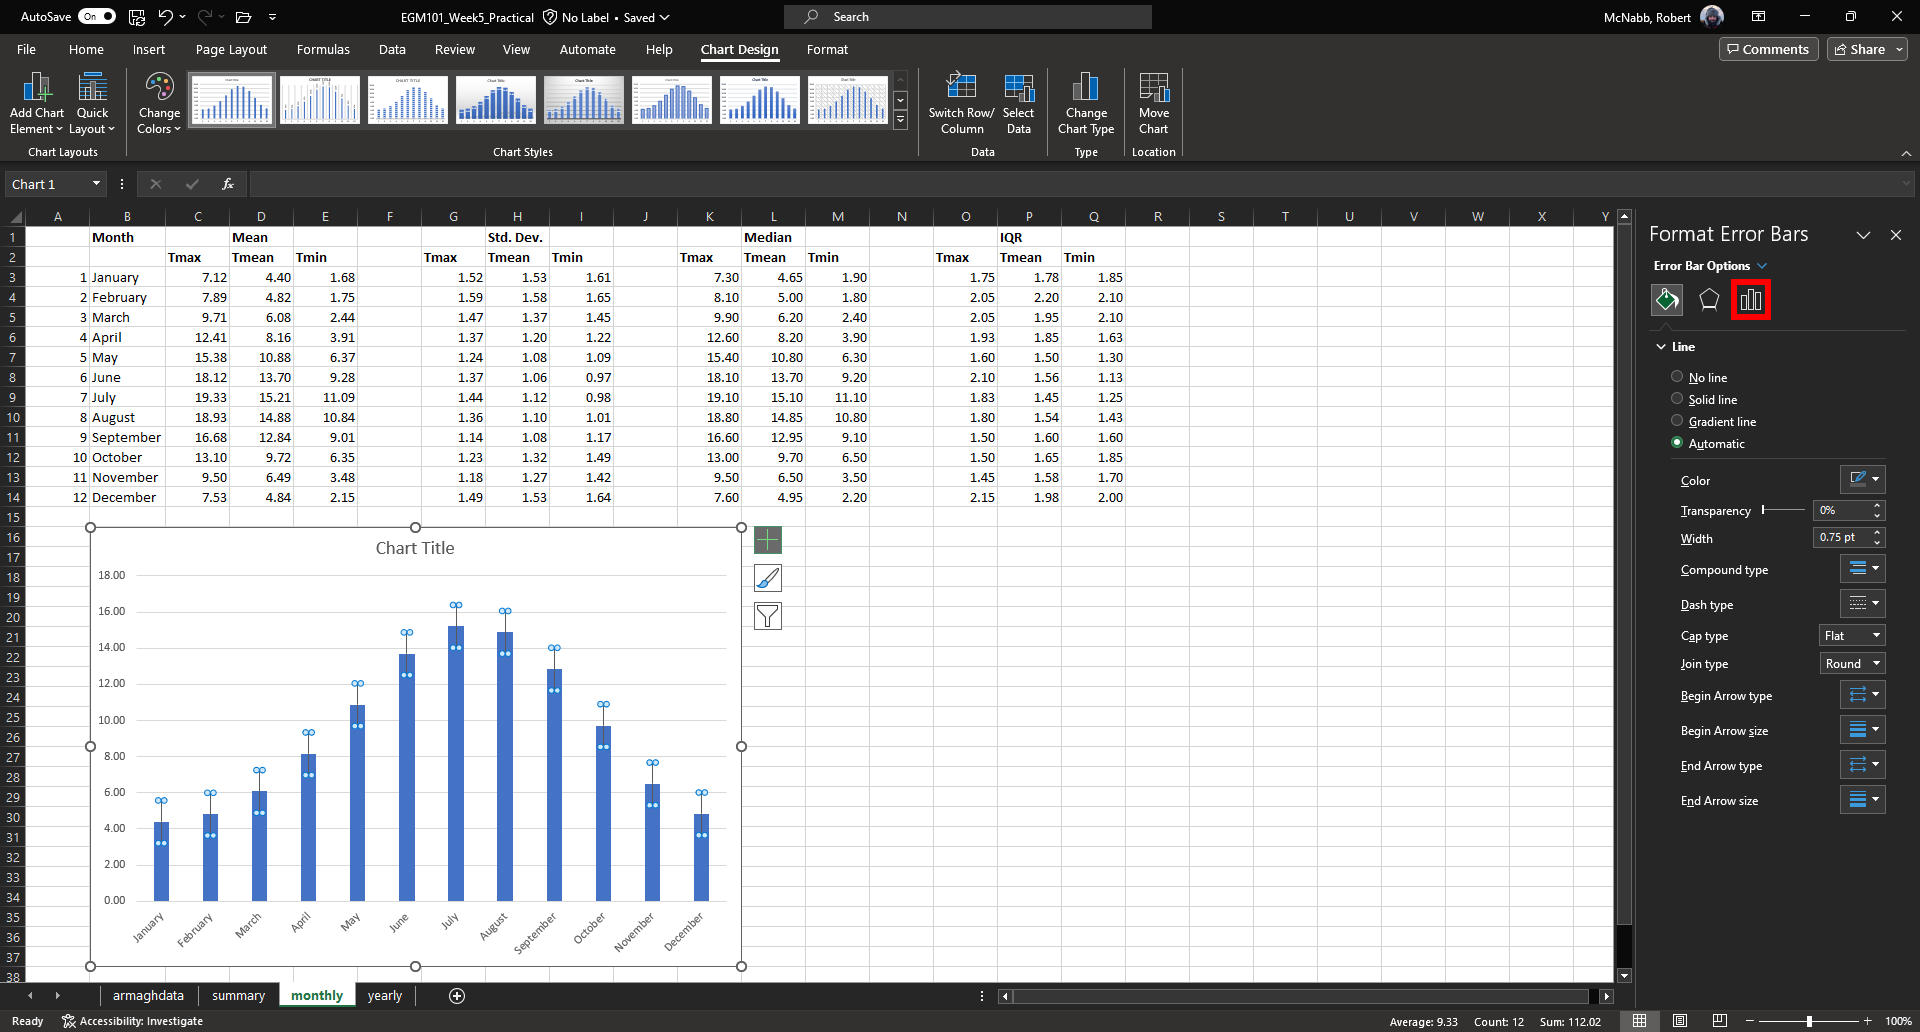 AutoSave On EGM101_Week5_Practical No Label • Saved Search McNabb, Robert
File Home Insert Page Layout Formulas Data Review View Automate Help Chart Design Format Comments Share
Add Chart Element Quick Layout Change Colors Switch Row/ Column Select Data Change Chart Type Move Chart
Chart Layouts Chart Styles Data Type Location
Chart 1 fx
A B C D E F G H I J K L M N O P Q R S T U V W X Y
1 Month Mean Std. Dev. Median IQR
2 Tmax Tmean Tmin Tmax Tmean Tmin Tmax Tmean Tmin Tmax Tmean Tmin
3 1 January 7.12 4.40 1.68 1.52 1.53 1.61 7.30 4.65 1.90 1.75 1.78 1.85
4 2 February 7.89 4.82 1.75 1.59 1.58 1.65 8.10 5.00 1.80 2.05 2.20 2.10
5 3 March 9.71 6.08 2.44 1.47 1.37 1.45 9.90 6.20 2.40 2.05 1.95 2.10
6 4 April 12.41 8.16 3.91 1.37 1.20 1.22 12.60 8.20 3.90 1.93 1.85 1.63
7 5 May 15.38 10.88 6.37 1.24 1.08 1.09 15.40 10.80 6.30 1.60 1.50 1.30
8 6 June 18.12 13.70 9.28 1.37 1.06 0.97 18.10 13.70 9.20 2.10 1.56 1.13
9 7 July 19.33 15.21 11.09 1.44 1.12 0.98 19.10 15.10 11.10 1.83 1.45 1.25
10 8 August 18.93 14.88 10.84 1.36 1.10 1.01 18.80 14.85 10.80 1.80 1.54 1.43
11 9 September 16.68 12.84 9.01 1.14 1.08 1.17 16.60 12.95 9.10 1.50 1.60 1.60
12 10 October 13.10 9.72 6.35 1.23 1.32 1.49 13.00 9.70 6.50 1.50 1.65 1.85
13 11 November 9.50 6.49 3.48 1.18 1.27 1.42 9.50 6.50 3.50 1.45 1.58 1.70
14 12 December 7.53 4.84 2.15 1.49 1.53 1.64 7.60 4.95 2.20 2.15 1.98 2.00
15
16
17
18
19
20
21
22
23
24
25
26
27
28
29
30
31
32
33
34
35
36
37
38
Chart Title
18.00
16.00
14.00
12.00
10.00
8.00
6.00
4.00
2.00
0.00
January February March April May June July August September October November December
Format Error Bars
Error Bar Options
Line
No line
Solid line
Gradient line
Automatic
Color
Transparency 0%
Width 0.75 pt
Compound type
Dash type
Cap type Flat
Join type Round
Begin Arrow type
Begin Arrow size
End Arrow type
End Arrow size
armaghdata summary monthly yearly
Ready Accessibility: Investigate Average: 9.33 Count: 12 Sum: 112.02 100%